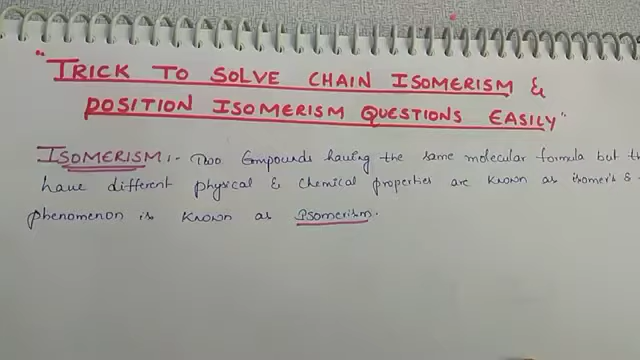 "TRICK TO SOLVE CHAIN ISOMERISM &
POSITION ISOMERISM QUESTIONS EASILY"
ISOMERISM:- Two Compounds having the same molecular formula but
have different physical & chemical properties are known as isomer's &
phenomenon is known as Isomerism.